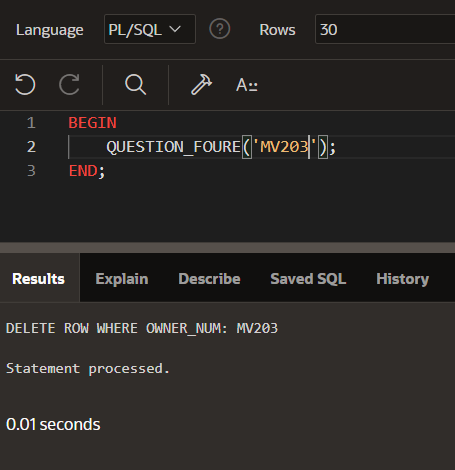 Language PL/SQL ? Rows 30
A::
1 BEGIN
2 QUESTION_FOURE('MV203');
3 END;
Results Explain Describe Saved SQL History
DELETE ROW WHERE OWNER_NUM: MV203
Statement processed.
0.01 seconds